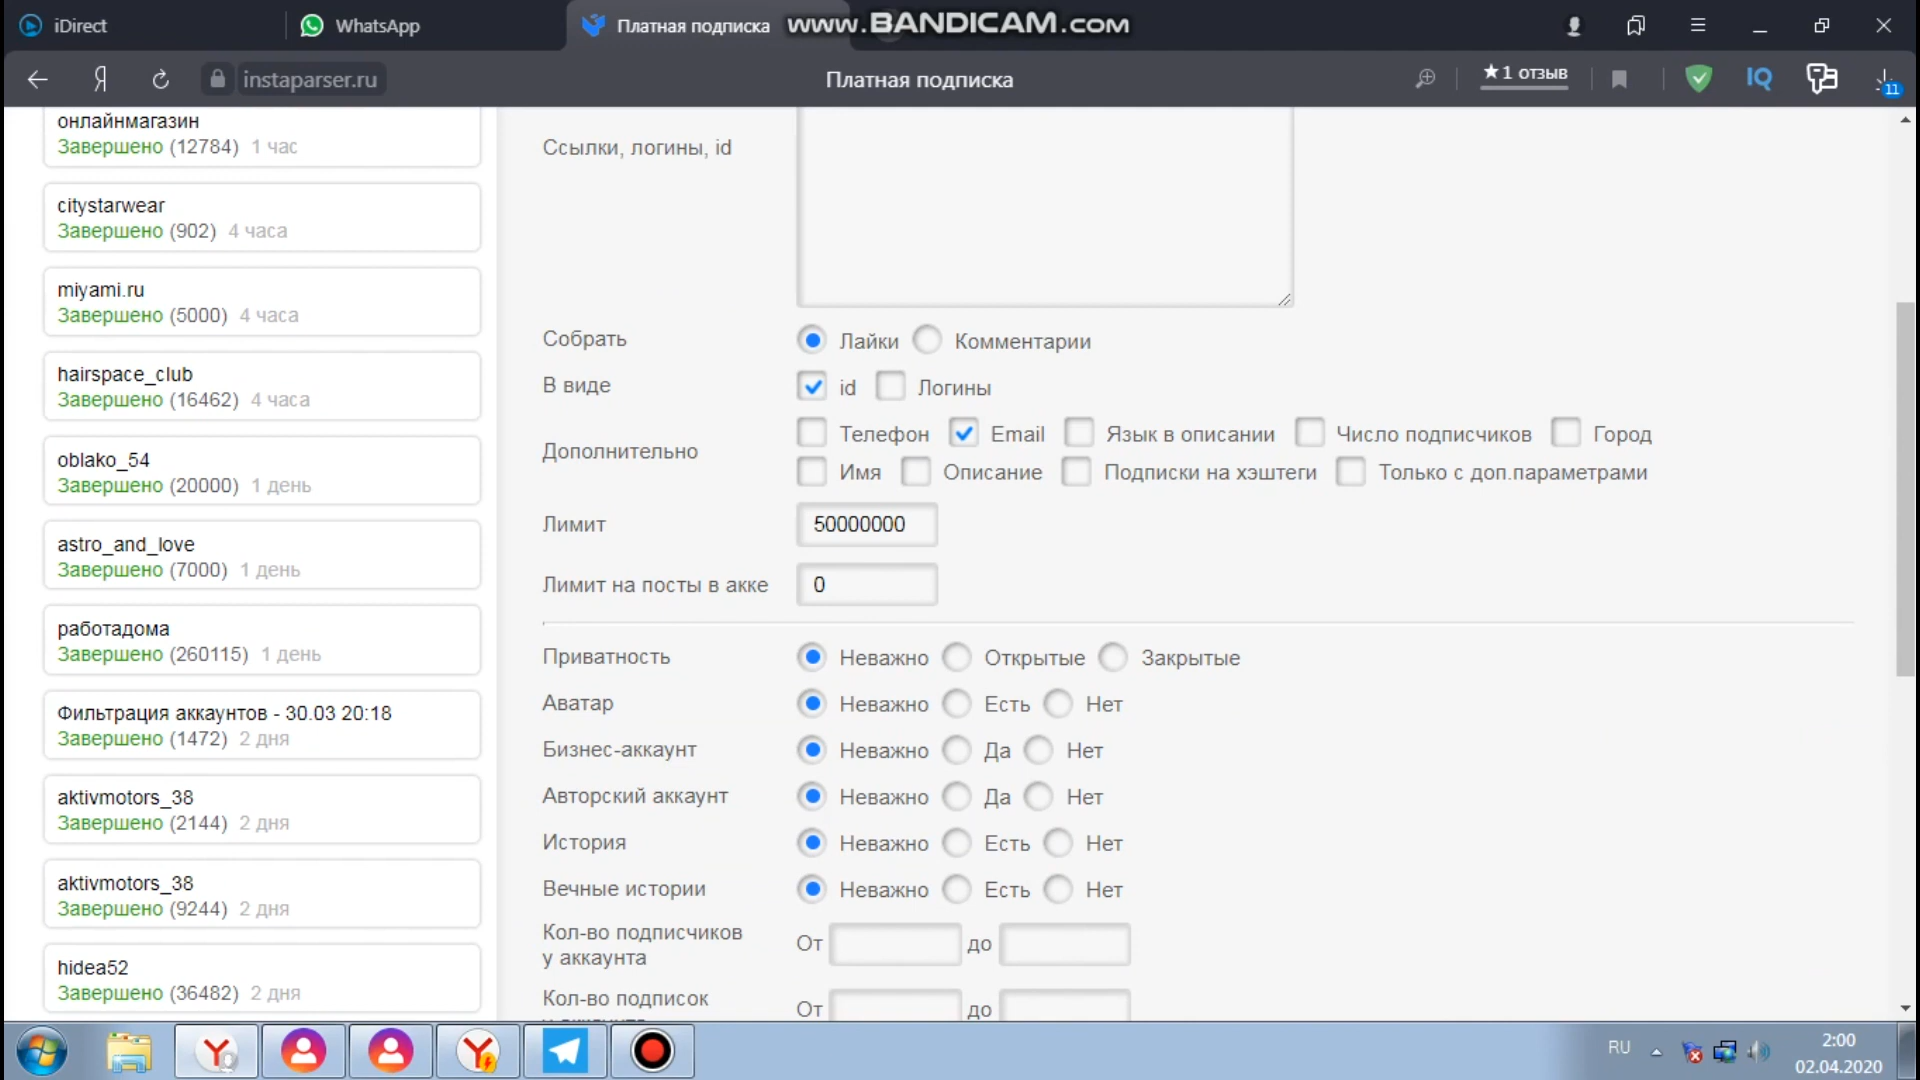 iDirect
WhatsApp
Платная подписка
www.BANDICAM.com
Я
instaparser.ru
Платная подписка
★1 отзыв
IQ
11
онлайнмагазин
Завершено (12784) 1 час
citystarwear
Завершено (902) 4 часа
miyami.ru
Завершено (5000) 4 часа
hairspace_club
Завершено (16462) 4 часа
oblako_54
Завершено (20000) 1 день
astro_and_love
Завершено (7000) 1 день
работадома
Завершено (260115) 1 день
Фильтрация аккаунтов - 30.03 20:18
Завершено (1472) 2 дня
aktivmotors_38
Завершено (2144) 2 дня
aktivmotors_38
Завершено (9244) 2 дня
hidea52
Завершено (36482) 2 дня
Ссылки, логины, id
Собрать Лайки Комментарии
В виде id Логины
Дополнительно
Телефон Email Язык в описании Число подписчиков Город
Имя Описание Подписки на хэштеги Только с доп.параметрами
Лимит 50000000
Лимит на посты в акке 0
Приватность Неважно Открытые Закрытые
Аватар Неважно Есть Нет
Бизнес-аккаунт Неважно Да Нет
Авторский аккаунт Неважно Да Нет
История Неважно Есть Нет
Вечные истории Неважно Есть Нет
Кол-во подписчиков
у аккаунта
От до
Кол-во подписок
От до
RU
2:00
02.04.2020